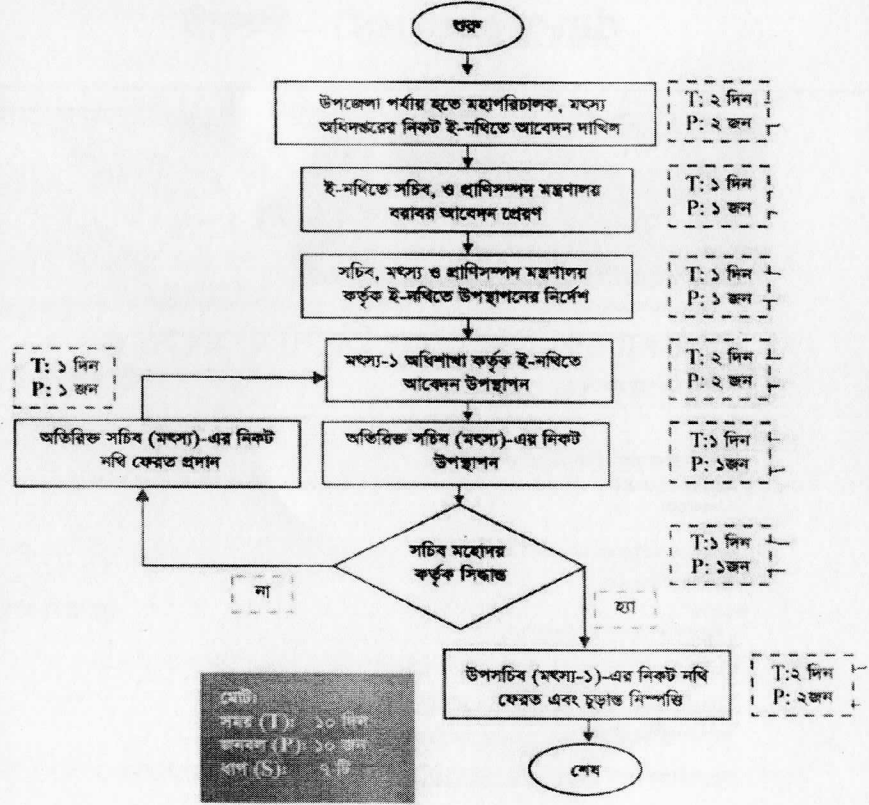 শুরু
উপজেলা পর্যায় হতে মহাপরিচালক, মৎস্য
অধিদপ্তরের নিকট ই-নথিতে আবেদন দাখিল
T: ২ দিন
P: ২ জন
ই-নথিতে সচিব, ও প্রাণিসম্পদ মন্ত্রণালয়
বরাবর আবেদন প্রেরণ
T: ১ দিন
P: ১ জন
সচিব, মৎস্য ও প্রাণিসম্পদ মন্ত্রণালয়
কর্তৃক ই-নথিতে উপস্থাপনের নির্দেশ
T: ১ দিন
P: ১ জন
মৎস্য-১ অধিশাখা কর্তৃক ই-নথিতে
আবেদন উপস্থাপন
T: ২ দিন
P: ২ জন
T: ১ দিন
P: ১ জন
অতিরিক্ত সচিব (মৎস্য)-এর নিকট
নথি ফেরত প্রদান
অতিরিক্ত সচিব (মৎস্য)-এর নিকট
উপস্থাপন
T:১ দিন
P: ১জন
সচিব মহোদয়
কর্তৃক সিদ্ধান্ত
T:১ দিন
P: ১জন
না
হ্যা
উপসচিব (মৎস্য-১)-এর নিকট নথি
ফেরত এবং চূড়ান্ত নিষ্পত্তি
T:২ দিন
P: ২জন
মোট:
সময় (T): ১০ দিন
জনবল (P): ১০ জন
ধাপ (S): ৭ টি
শেষ